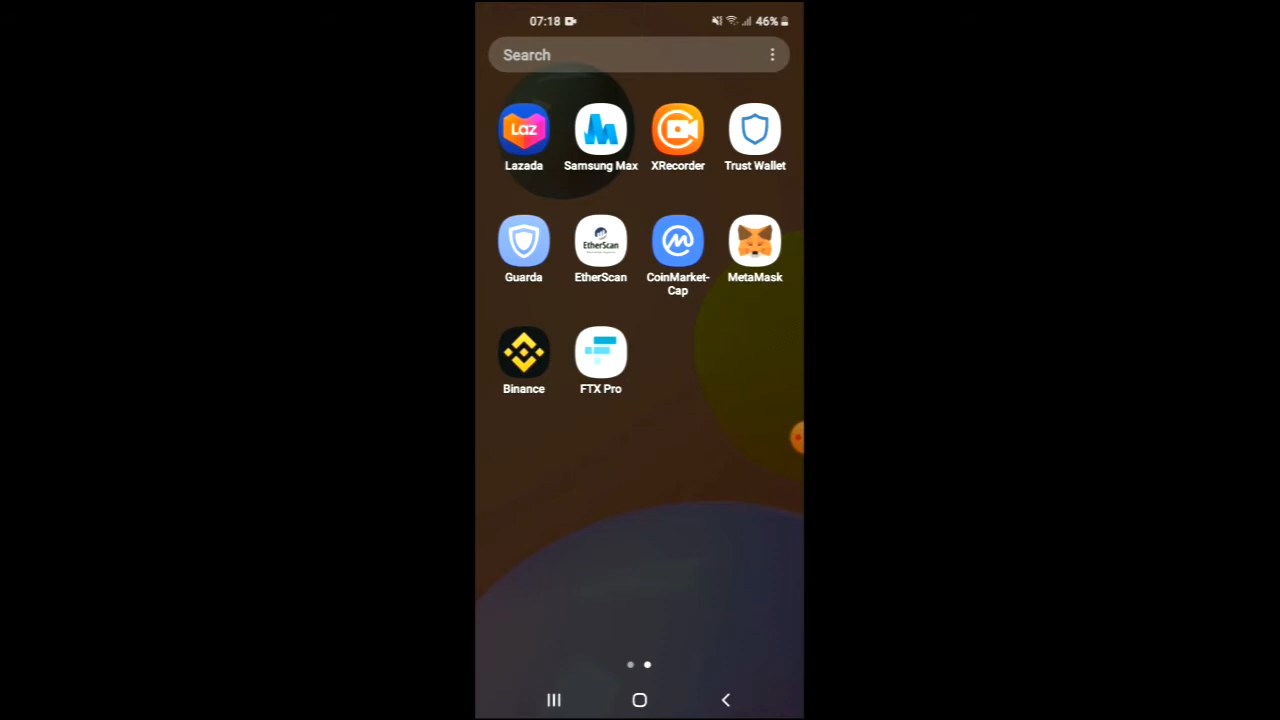 07:18
46%
Search
Laz
Lazada
Samsung Max
XRecorder
Trust Wallet
EtherScan
Guarda
EtherScan
CoinMarket-
Cap
MetaMask
Binance
FTX Pro